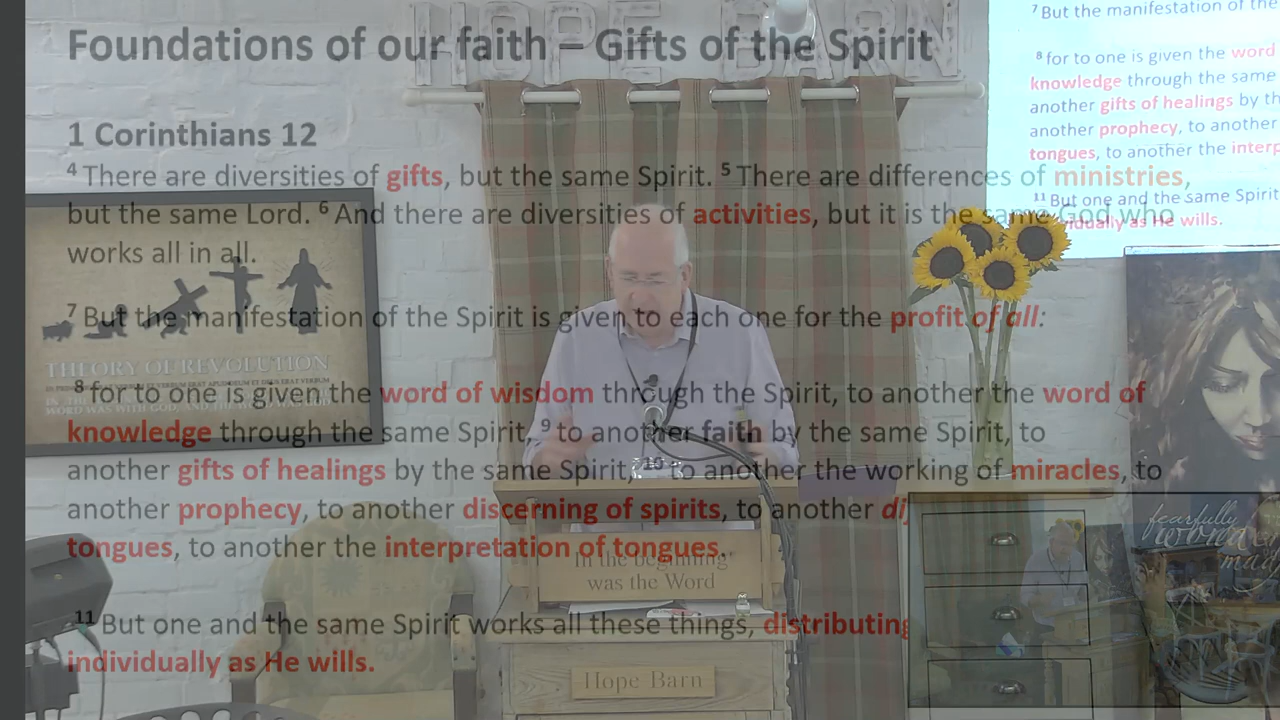 HOPE BARN
Foundations of our faith – Gifts of the Spirit
1 Corinthians 12
4 There are diversities of gifts, but the same Spirit. 5 There are differences of ministries,
but the same Lord. 6 And there are diversities of activities, but it is the same God who
works all in all.
7 But the manifestation of the Spirit is given to each one for the profit of all:
8 for to one is given the word of wisdom through the Spirit, to another the word of
knowledge through the same Spirit, 9 to another faith by the same Spirit, to
another gifts of healings by the same Spirit, 10 to another the working of miracles, to
another prophecy, to another discerning of spirits, to another
tongues, to another the interpretation of tongues.
11 But one and the same Spirit works all these things, distributing
individually as He wills.
7 But the manifestation of the
8 for to one is given the word
knowledge through the same
another gifts of healings by th
another prophecy, to another
tongues, to another the interp
11 But one and the same Spirit
vidually as He wills.
THEORY OF REVOLUTION
WORD WAS WITH GOD, AND THE WORD WAS
In the beginning
was the Word
Hope Barn
fearfully